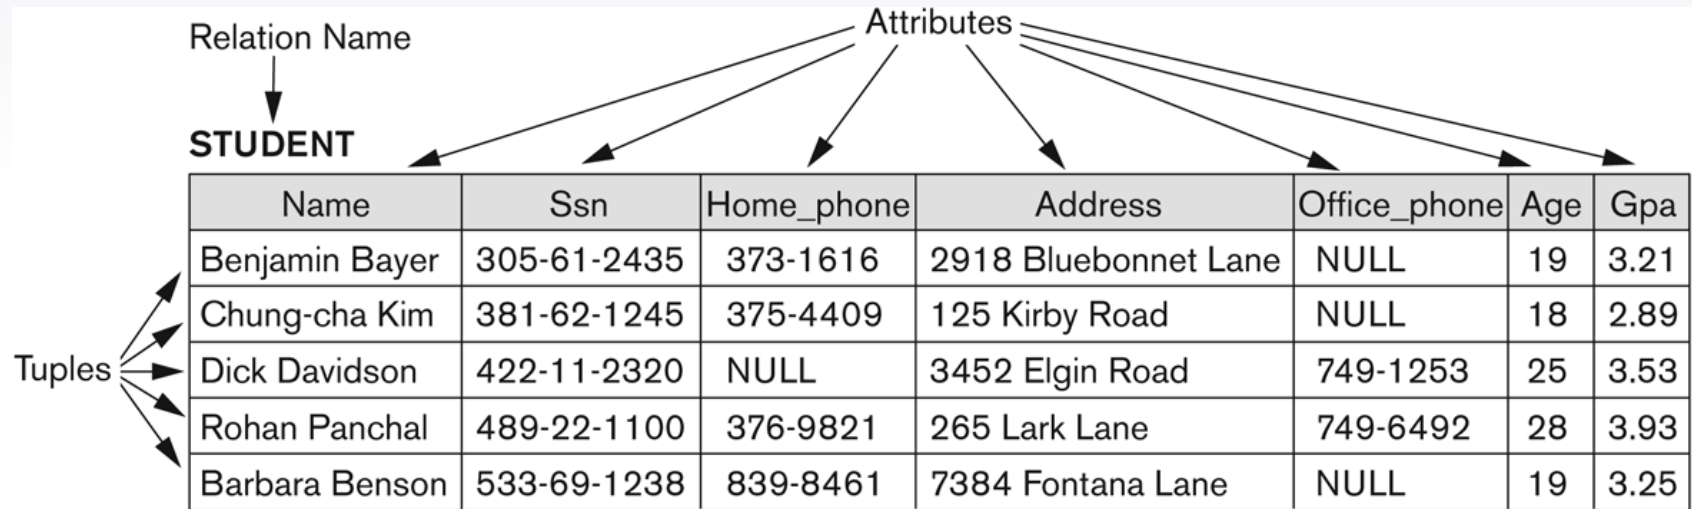 Attributes
Relation Name
STUDENT
Name Ssn Home_phone Address Office_phone Age Gpa
Benjamin Bayer 305-61-2435 373-1616 2918 Bluebonnet Lane NULL 19 3.21
Chung-cha Kim 381-62-1245 375-4409 125 Kirby Road NULL 18 2.89
Tuples Dick Davidson 422-11-2320 NULL 3452 Elgin Road 749-1253 25 3.53
Rohan Panchal 489-22-1100 376-9821 265 Lark Lane 749-6492 28 3.93
Barbara Benson 533-69-1238 839-8461 7384 Fontana Lane NULL 19 3.25